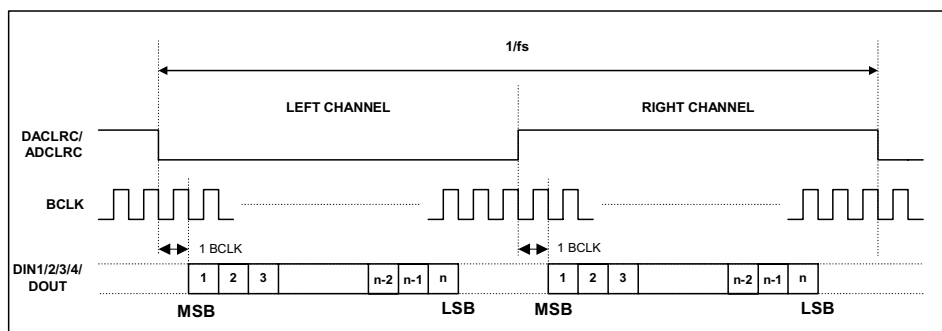 1/fs
LEFT CHANNEL
RIGHT CHANNEL
DACLRC/
ADCLRC
BCLK
1 BCLK
1 BCLK
DIN1/2/3/4/
DOUT
1 2 3 n-2 n-1 n
1 2 3 n-2 n-1 n
MSB
LSB
MSB
LSB